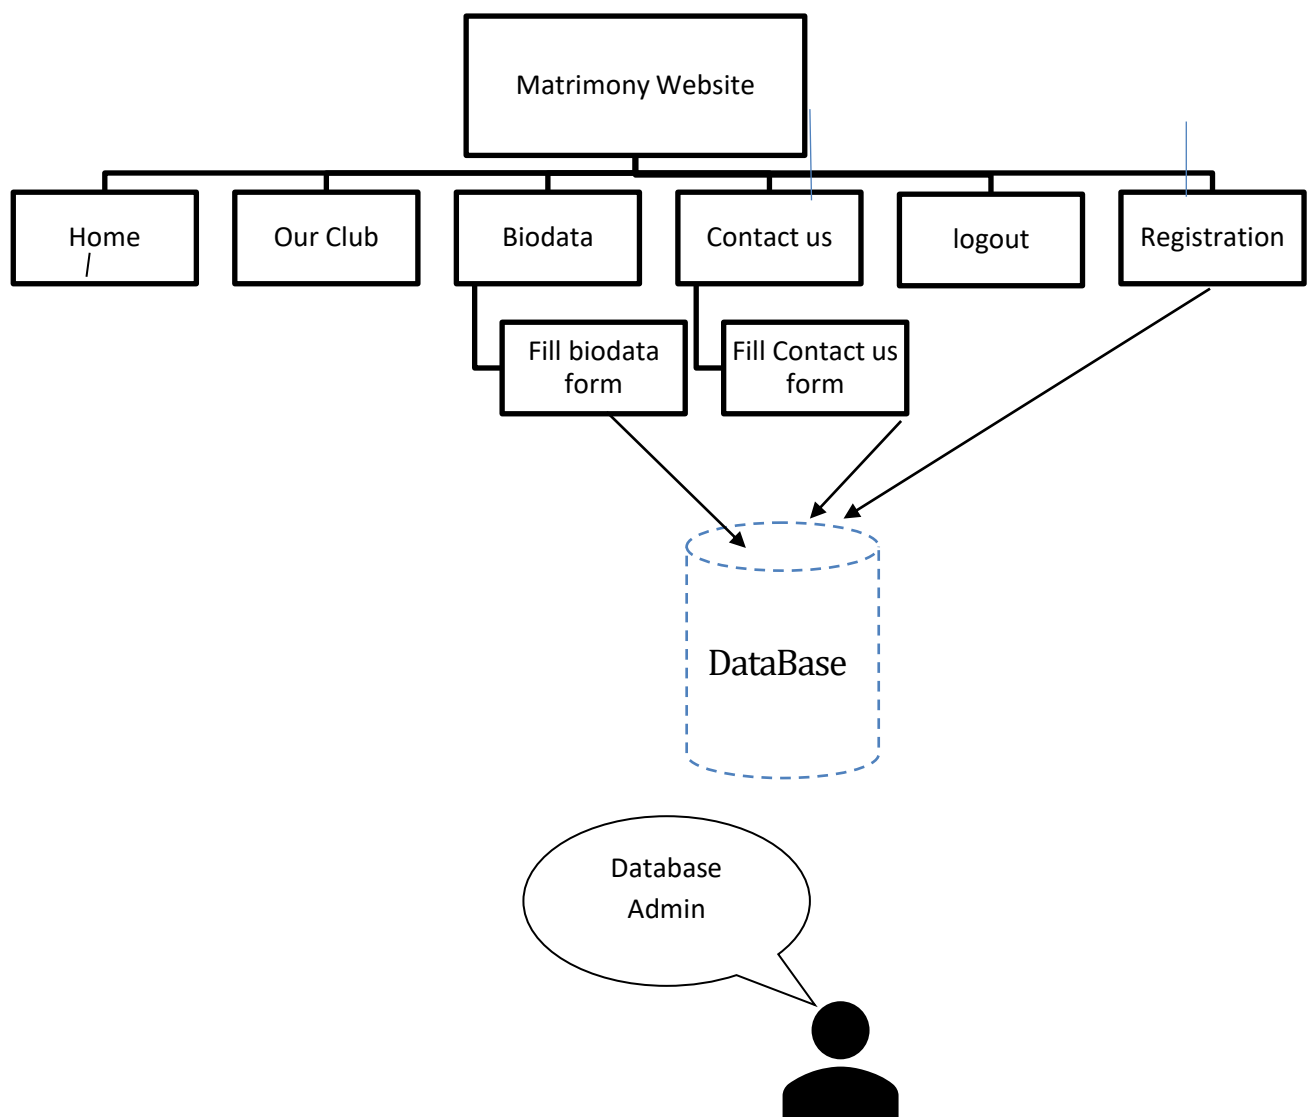 Matrimony Website
Home
Our Club
Biodata
Contact us
logout
Registration
Fill biodata
form
Fill Contact us
form
DataBase
Database
Admin